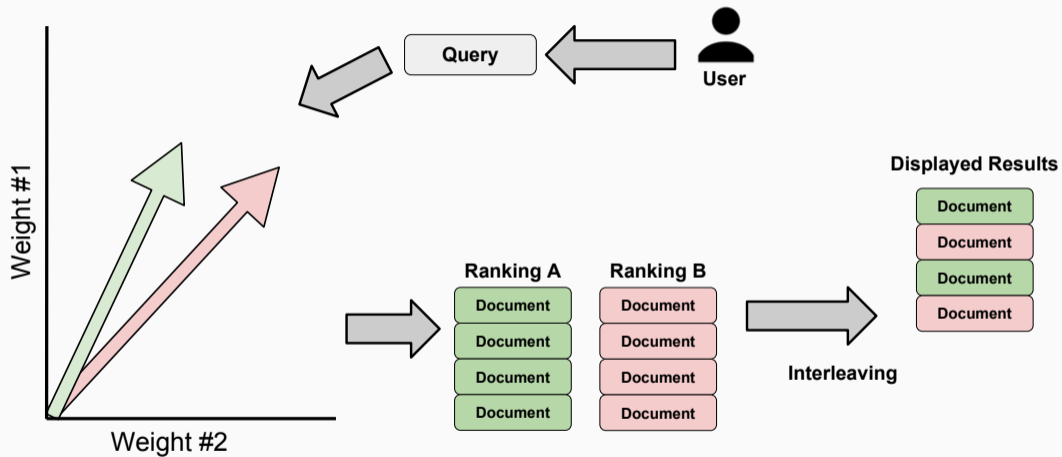 Query
User
Weight #1
Weight #2
Ranking A
Document
Document
Document
Document
Ranking B
Document
Document
Document
Document
Interleaving
Displayed Results
Document
Document
Document
Document